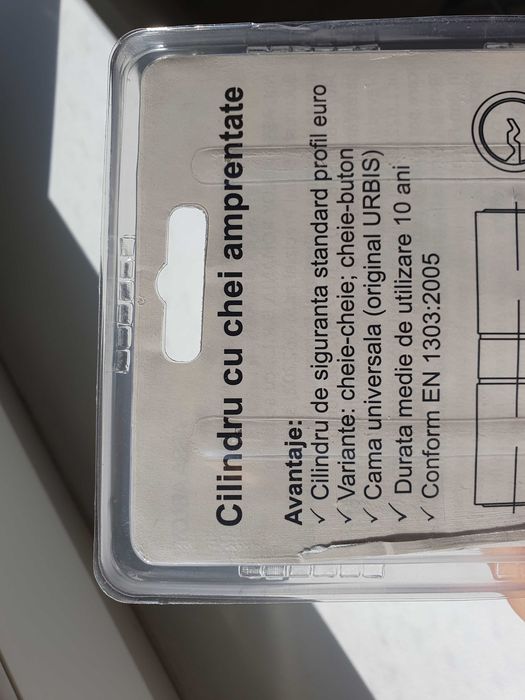 Cilindru cu chei amprentate
Avantaje:
✓ Cilindru de siguranta standard profil euro
✓ Variante: cheie-cheie; cheie-buton
✓ Cama universala (original URBIS)
✓ Durata medie de utilizare 10 ani
✓ Conform EN 1303:2005